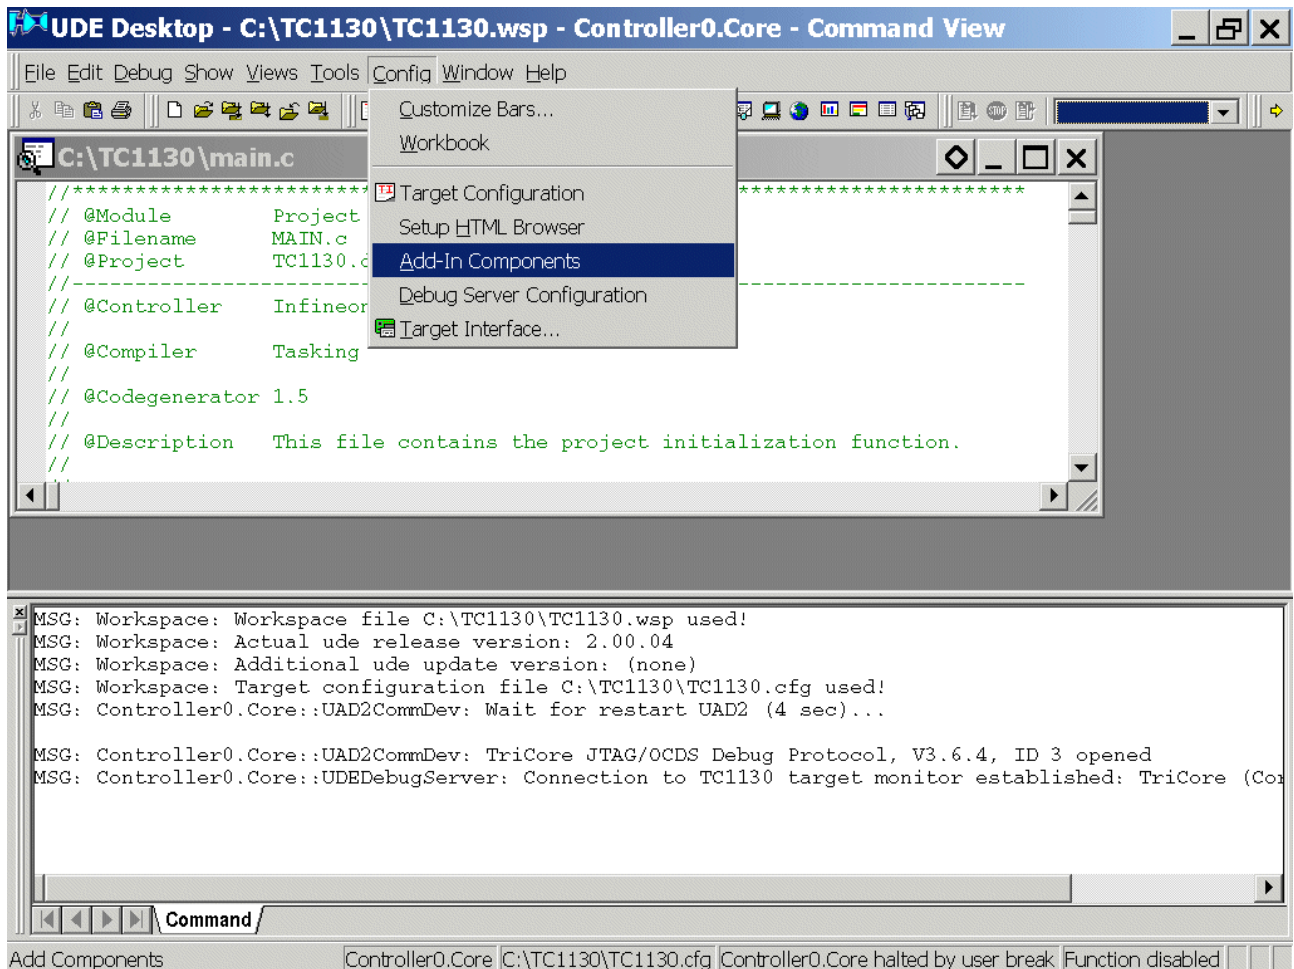 UDE Desktop - C:\TC1130\TC1130.wsp - Controller0.Core - Command View
File Edit Debug Show Views Tools Config Window Help
Customize Bars...
Workbook
Target Configuration
Setup HTML Browser
Add-In Components
Debug Server Configuration
Target Interface...
C:\TC1130\main.c
//************************ ***********************
// @Module Project
// @Filename MAIN.c
// @Project TC1130.d
//------------------------ -----------------------
// @Controller Infineon
//
// @Compiler Tasking
//
// @Codegenerator 1.5
//
// @Description This file contains the project initialization function.
//
MSG: Workspace: Workspace file C:\TC1130\TC1130.wsp used!
MSG: Workspace: Actual ude release version: 2.00.04
MSG: Workspace: Additional ude update version: (none)
MSG: Workspace: Target configuration file C:\TC1130\TC1130.cfg used!
MSG: Controller0.Core::UAD2CommDev: Wait for restart UAD2 (4 sec)...
MSG: Controller0.Core::UAD2CommDev: TriCore JTAG/OCDS Debug Protocol, V3.6.4, ID 3 opened
MSG: Controller0.Core::UDEDebugServer: Connection to TC1130 target monitor established: TriCore (Cor
Command
Add Components Controller0.Core C:\TC1130\TC1130.cfg Controller0.Core halted by user break Function disabled